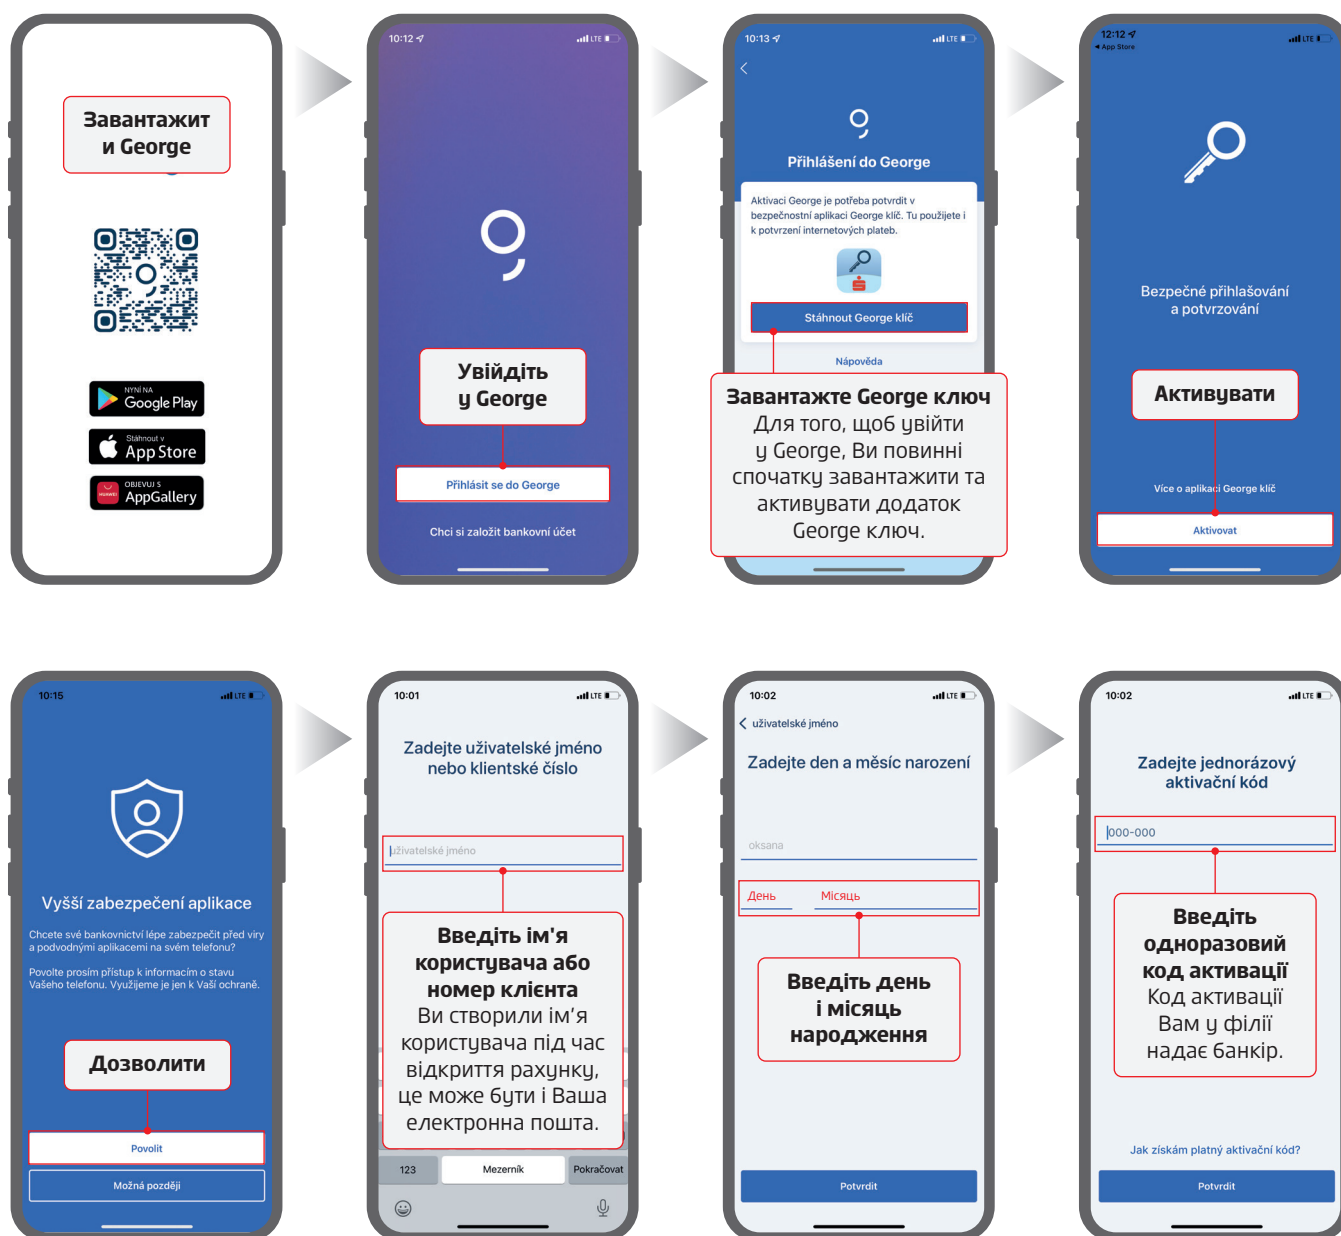 Завантажит
и George
NYNÍ NA
Google Play
Stáhnout v
App Store
HUAWEI
OBJEVUJ S
AppGallery
10:12
LTE
Увійдіть
у George
Přihlásit se do George
Chci si založit bankovní účet
10:13
LTE
Přihlášení do George
Aktivaci George je potřeba potvrdit v
bezpečnostní aplikaci George klíč. Tu použijete i
k potvrzení internetových plateb.
Stáhnout George klíč
Nápověda
Завантажте George ключ
Для того, щоб увійти
у George, Ви повинні
спочатку завантажити та
активувати додаток
George ключ.
12:12
LTE
App Store
Bezpečné přihlašování
a potvrzování
Активувати
Více o aplikaci George klíč
Aktivovat
10:15
LTE
Vyšší zabezpečení aplikace
Chcete své bankovnictví lépe zabezpečit před viry
a podvodnými aplikacemi na svém telefonu?
Povolte prosím přístup k informacím o stavu
Vašeho telefonu. Využijeme je jen k Vaší ochraně.
Дозволити
Povolit
Možná později
10:01
LTE
Zadejte uživatelské jméno
nebo klientské číslo
uživatelské jméno
Введіть ім'я
користувача або
номер клієнта
Ви створили ім’я
користувача під час
відкриття рахунку,
це може бути і Ваша
електронна пошта.
123
Mezerník
Pokračovat
10:02
LTE
uživatelské jméno
Zadejte den a měsíc narození
oksana
День
Місяць
Введіть день
і місяць
народження
Potvrdit
10:02
LTE
Zadejte jednorázový
aktivační kód
000-000
Введіть
одноразовий
код активації
Код активації
Вам у філії
надає банкір.
Jak získám platný aktivační kód?
Potvrdit